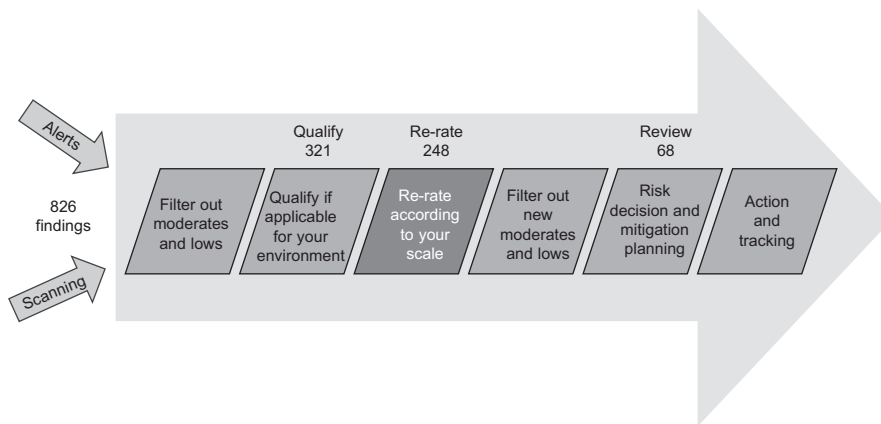 Alerts
826
findings
Scanning
Filter out
moderates
and lows
Qualify
321
Qualify if
applicable
for your
environment
Re-rate
248
Re-rate
according
to your
scale
Filter out
new
moderates
and lows
Review
68
Risk
decision and
mitigation
planning
Action
and
tracking